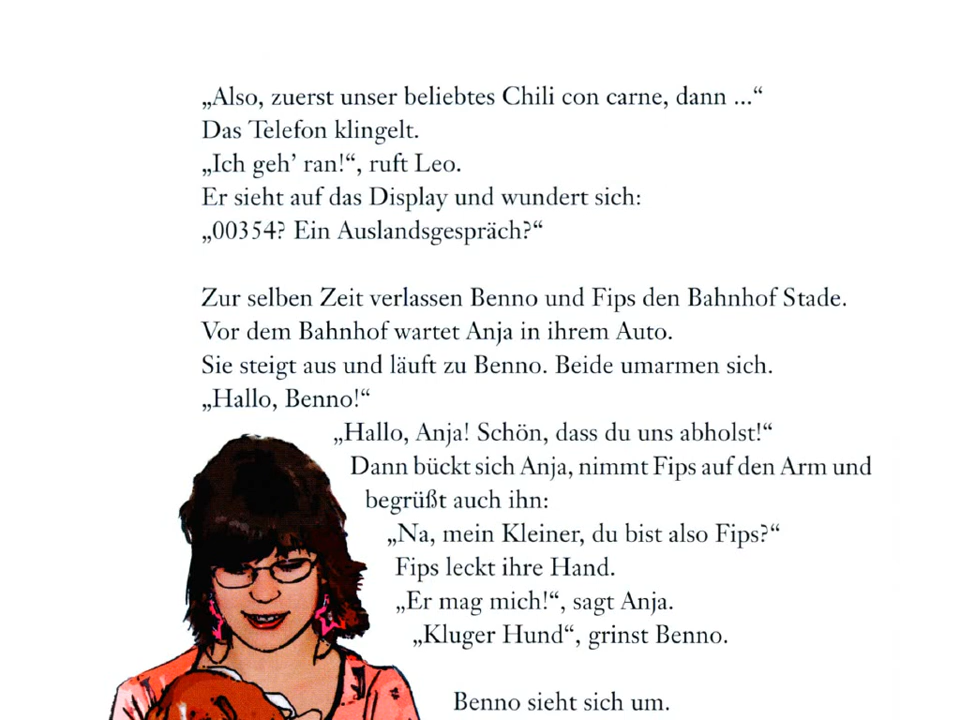 „Also, zuerst unser beliebtes Chili con carne, dann ...“
Das Telefon klingelt.
„Ich geh’ ran!“, ruft Leo.
Er sieht auf das Display und wundert sich:
„00354? Ein Auslandsgespräch?“
Zur selben Zeit verlassen Benno und Fips den Bahnhof Stade.
Vor dem Bahnhof wartet Anja in ihrem Auto.
Sie steigt aus und läuft zu Benno. Beide umarmen sich.
„Hallo, Benno!“
„Hallo, Anja! Schön, dass du uns abholst!“
Dann bückt sich Anja, nimmt Fips auf den Arm und
begrüßt auch ihn:
„Na, mein Kleiner, du bist also Fips?“
Fips leckt ihre Hand.
„Er mag mich!“, sagt Anja.
„Kluger Hund“, grinst Benno.
Benno sieht sich um.